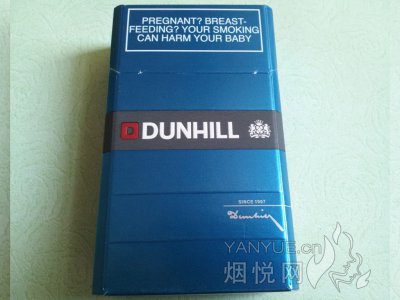 PREGNANT? BREAST-
FEEDING? YOUR SMOKING
CAN HARM YOUR BABY
DUNHILL
SINCE 1907
Dunhill
YANYUE.cn
烟悦网